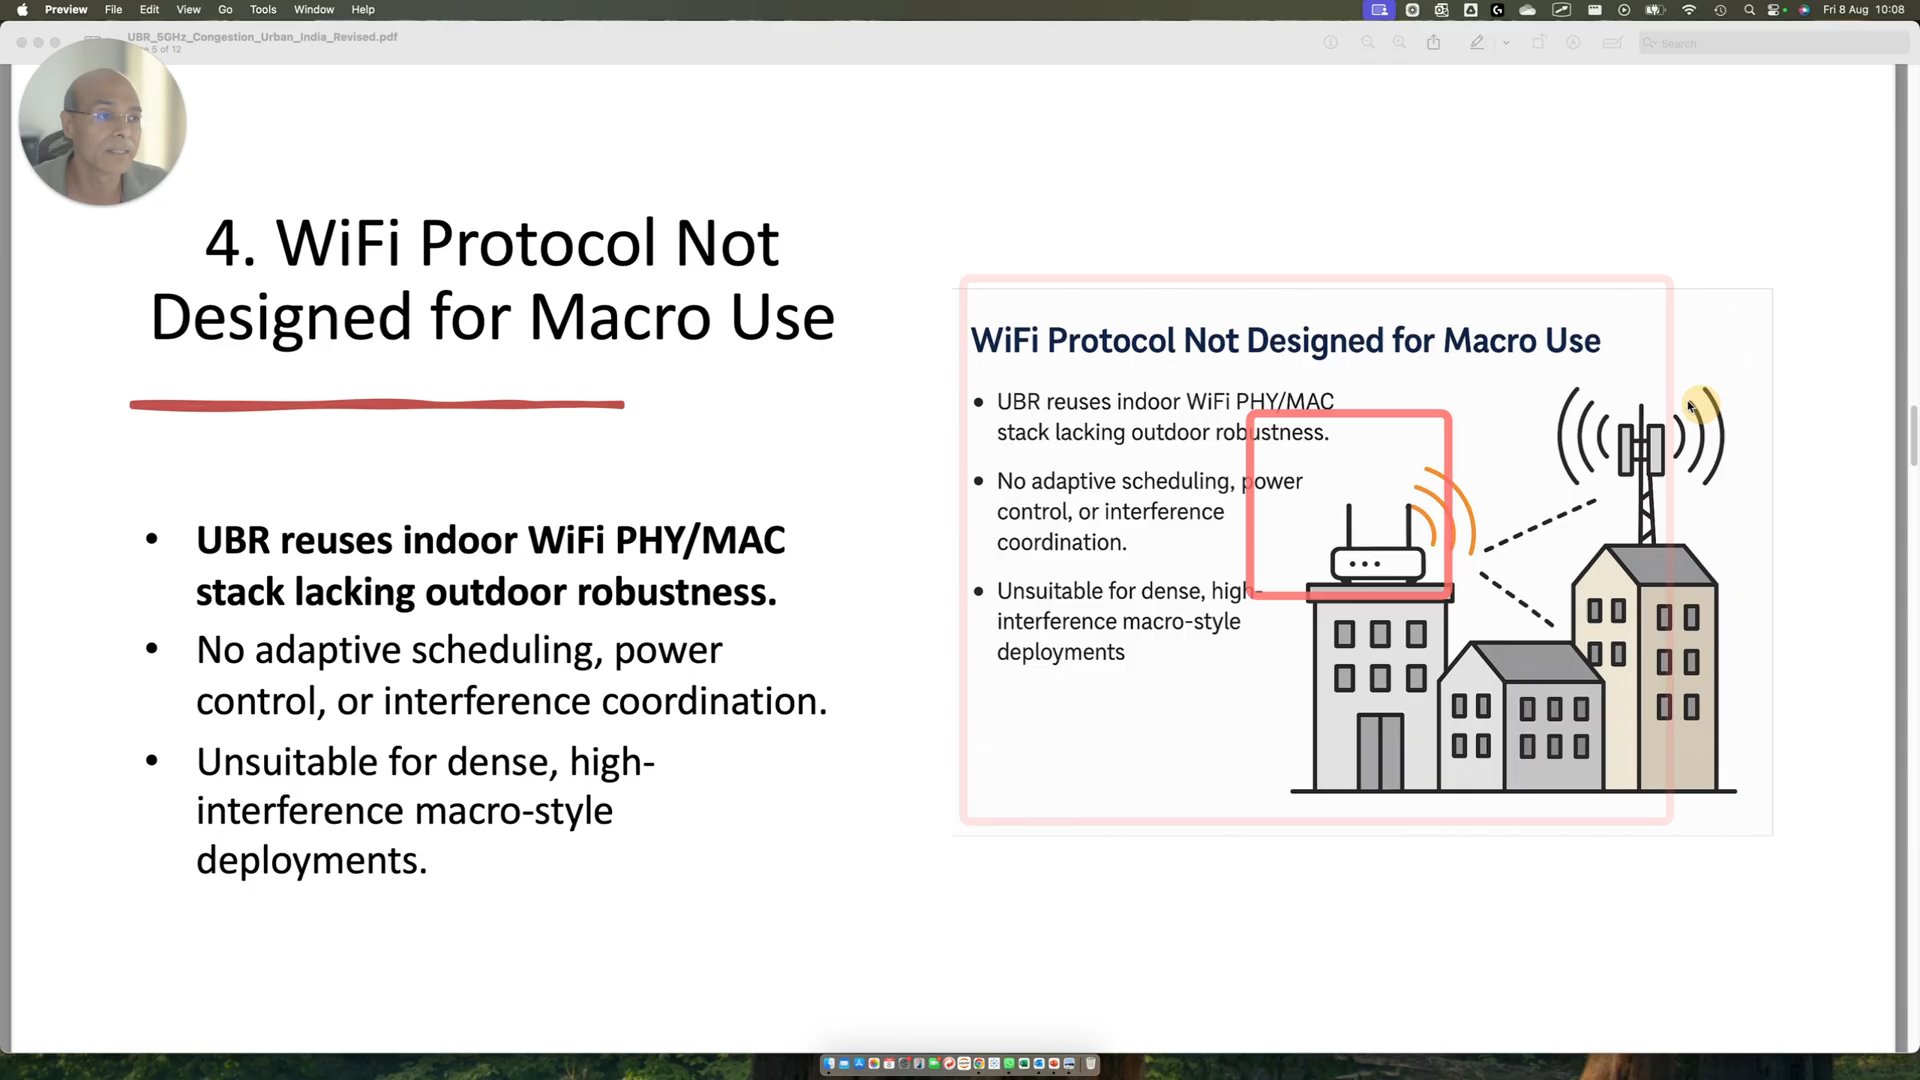 Preview File Edit View Go Tools Window Help
Fri 8 Aug 10:08
UBR_5GHz_Congestion_Urban_India_Revised.pdf
5 of 12
Search
4. WiFi Protocol Not
Designed for Macro Use
• UBR reuses indoor WiFi PHY/MAC
stack lacking outdoor robustness.
• No adaptive scheduling, power
control, or interference coordination.
• Unsuitable for dense, high-
interference macro-style
deployments.
WiFi Protocol Not Designed for Macro Use
• UBR reuses indoor WiFi PHY/MAC
stack lacking outdoor robustness.
• No adaptive scheduling, power
control, or interference
coordination.
• Unsuitable for dense, high-
interference macro-style
deployments